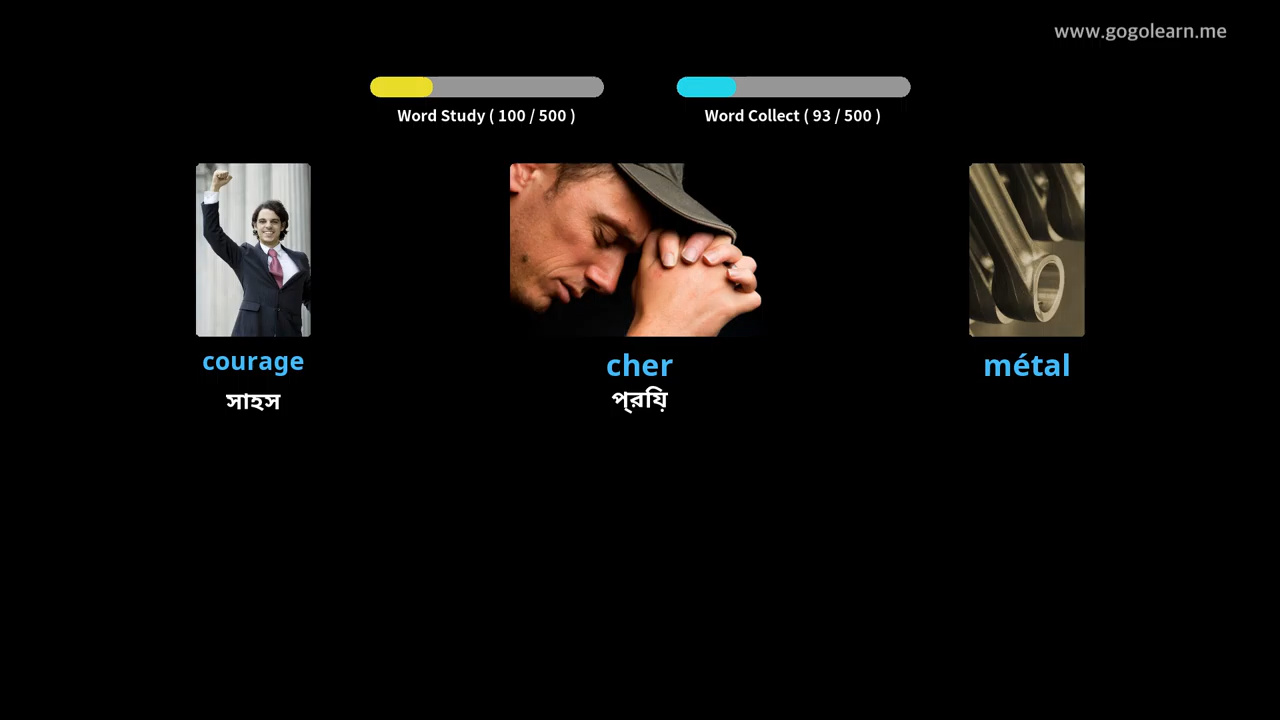 www.gogolearn.me
Word Study ( 100 / 500 )
Word Collect ( 93 / 500 )
courage
cher
métal
সাহস
প্রিয়